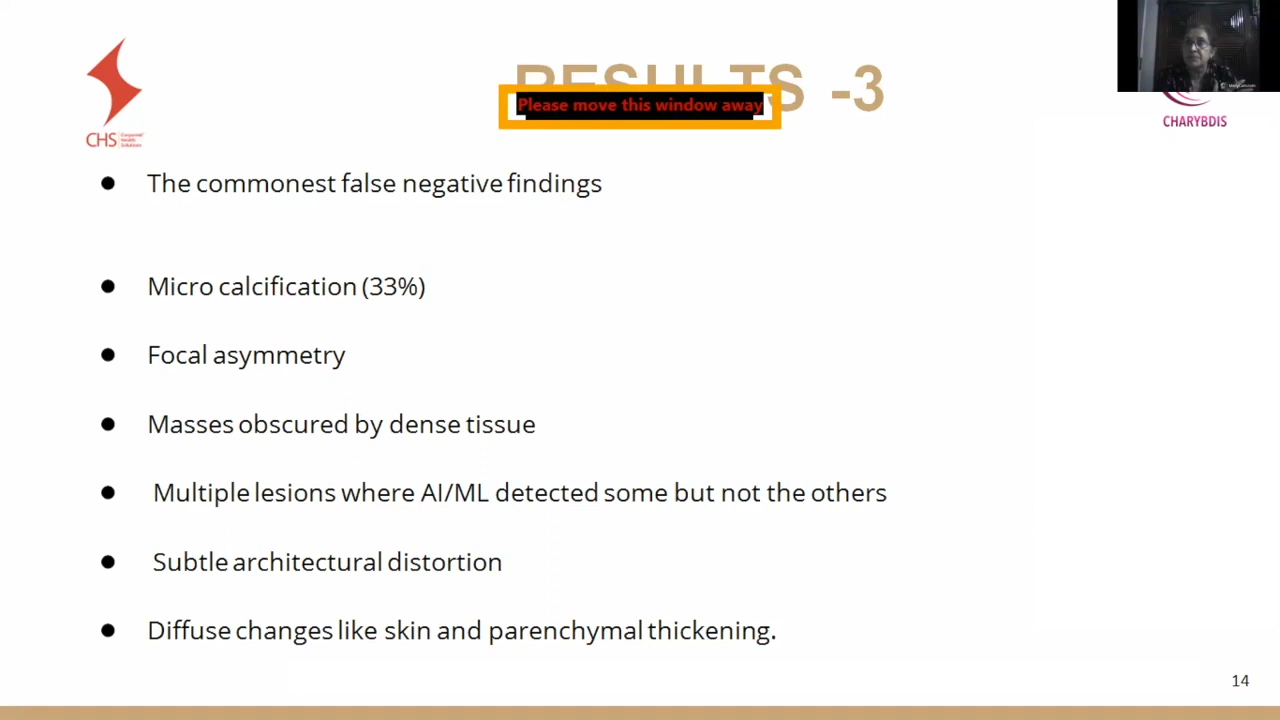 RESULTS -3
Please move this window away
CHS
CHARYBDIS
● The commonest false negative findings
● Micro calcification (33%)
● Focal asymmetry
● Masses obscured by dense tissue
● Multiple lesions where AI/ML detected some but not the others
● Subtle architectural distortion
● Diffuse changes like skin and parenchymal thickening.
14